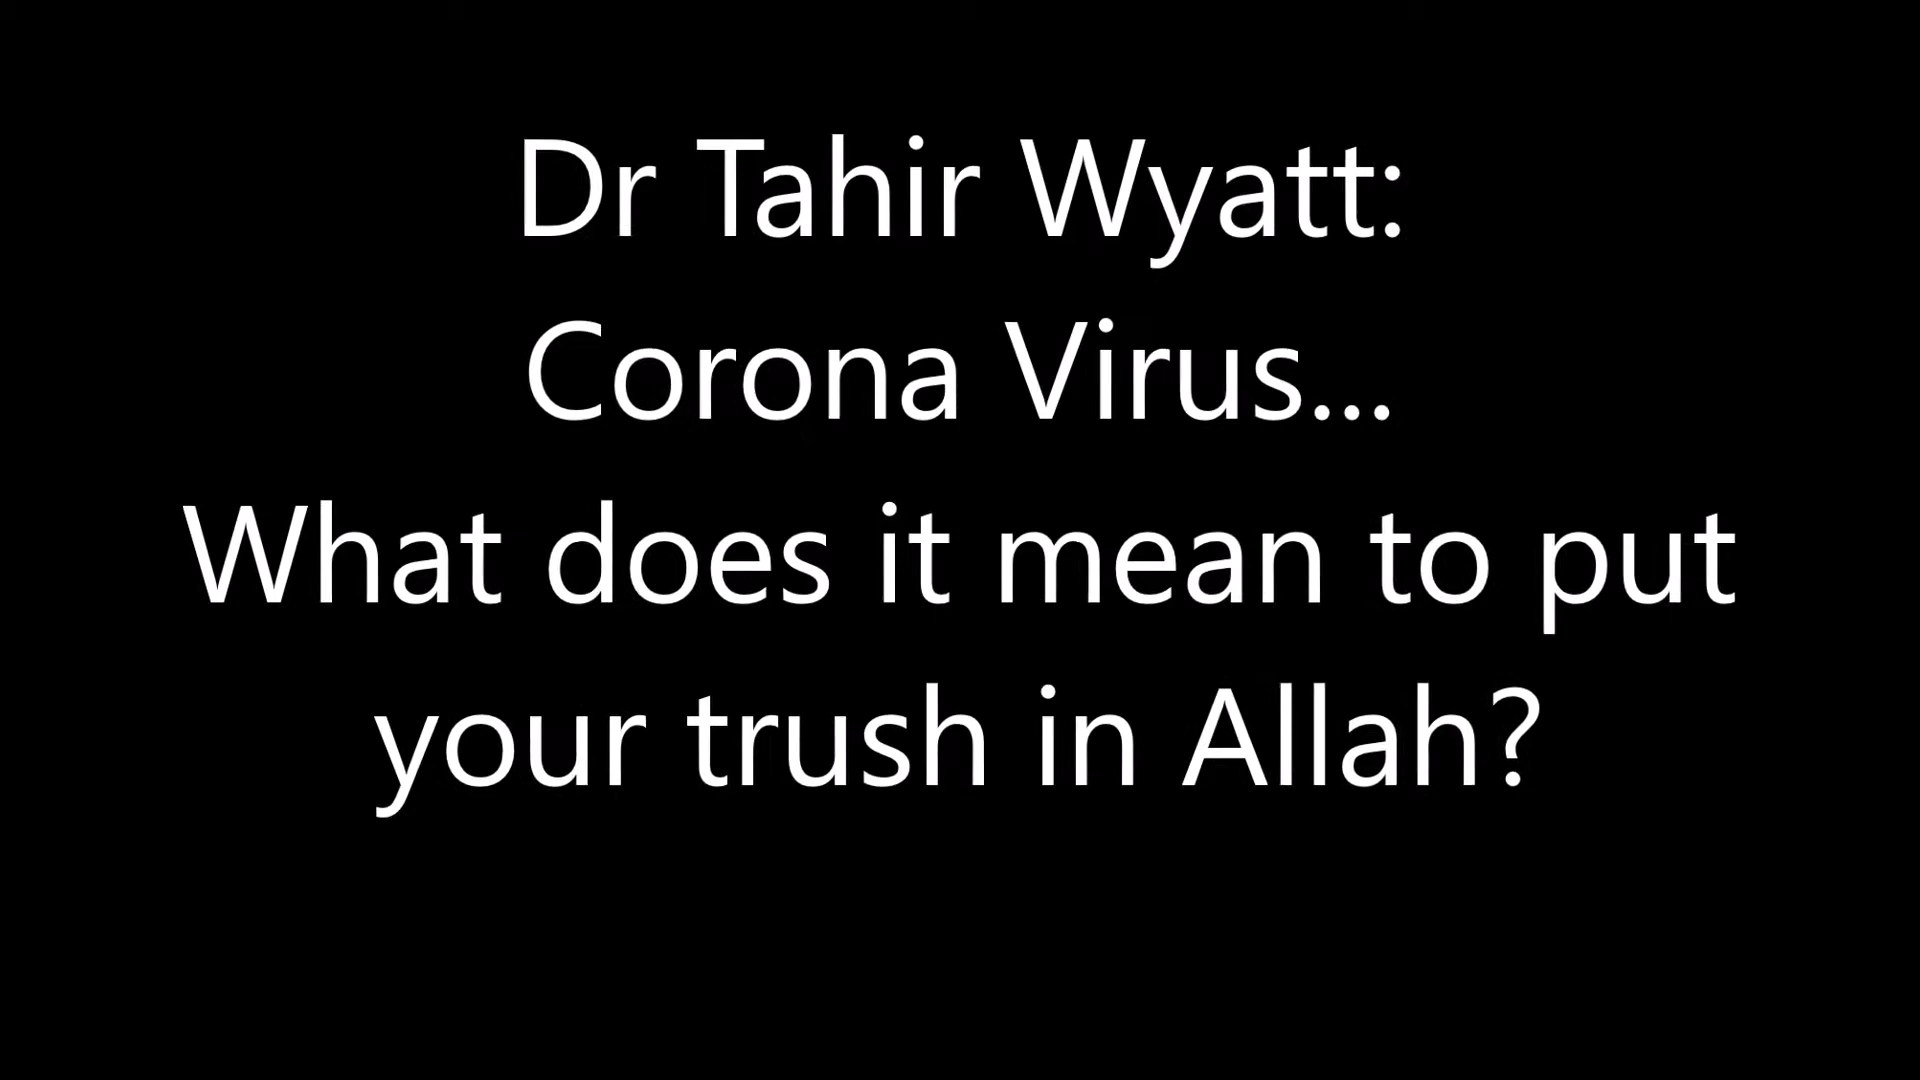 Dr Tahir Wyatt:
Corona Virus...
What does it mean to put
your trush in Allah?